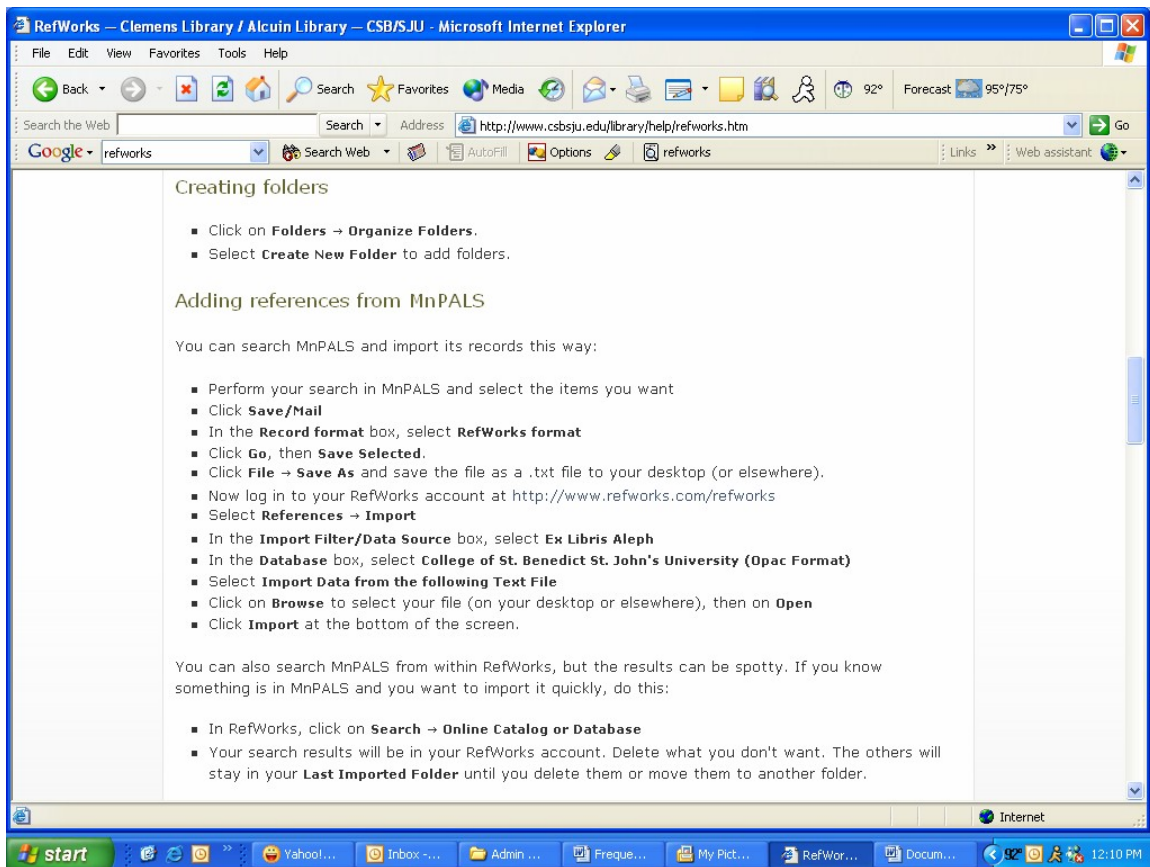 RefWorks — Clemens Library / Alcuin Library — CSB/SJU - Microsoft Internet Explorer
File Edit View Favorites Tools Help
Back Search Favorites Media 92° Forecast 95°/75°
Search the Web Search Address http://www.csbsju.edu/library/help/refworks.htm Go
Google refworks Search Web AutoFill Options refworks Links » Web assistant
Creating folders
▪ Click on Folders → Organize Folders.
▪ Select Create New Folder to add folders.
Adding references from MnPALS
You can search MnPALS and import its records this way:
▪ Perform your search in MnPALS and select the items you want
▪ Click Save/Mail
▪ In the Record format box, select RefWorks format
▪ Click Go, then Save Selected.
▪ Click File → Save As and save the file as a .txt file to your desktop (or elsewhere).
▪ Now log in to your RefWorks account at http://www.refworks.com/refworks
▪ Select References → Import
▪ In the Import Filter/Data Source box, select Ex Libris Aleph
▪ In the Database box, select College of St. Benedict St. John's University (Opac Format)
▪ Select Import Data from the following Text File
▪ Click on Browse to select your file (on your desktop or elsewhere), then on Open
▪ Click Import at the bottom of the screen.
You can also search MnPALS from within RefWorks, but the results can be spotty. If you know
something is in MnPALS and you want to import it quickly, do this:
▪ In RefWorks, click on Search → Online Catalog or Database
▪ Your search results will be in your RefWorks account. Delete what you don't want. The others will
stay in your Last Imported Folder until you delete them or move them to another folder.
Internet
start » Yahoo!... Inbox -... Admin ... Freque... My Pict... RefWor... Docum... 92° 12:10 PM